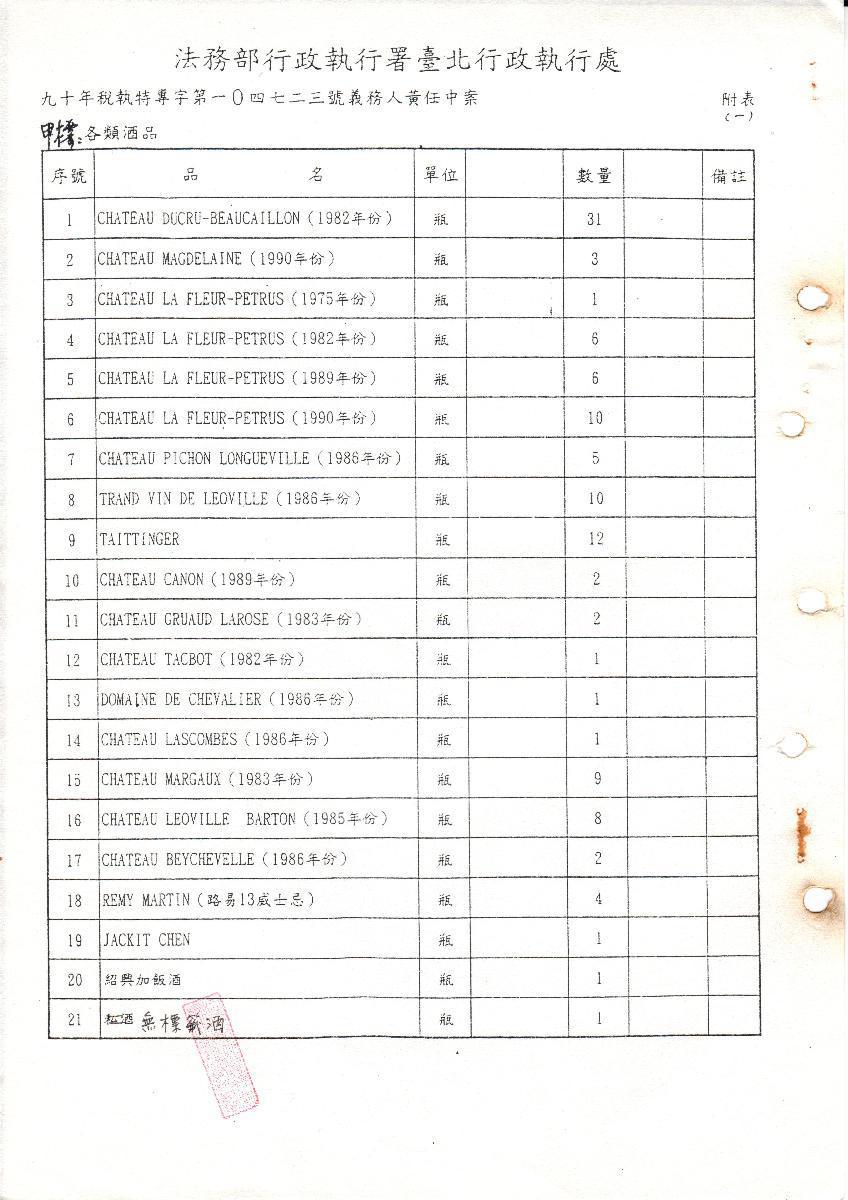 法務部行政執行署臺北行政執行處
九十年稅執特專字第一0四七二三號義務人黃任中案 附表
(一)
甲標:各類酒品
序號 品名 單位 數量 備註
1 CHATEAU DUCRU-BEAUCAILLON (1982年份) 瓶 31
2 CHATEAU MAGDELAINE (1990年份) 瓶 3
3 CHATEAU LA FLEUR-PETRUS (1975年份) 瓶 1
4 CHATEAU LA FLEUR-PETRUS (1982年份) 瓶 6
5 CHATEAU LA FLEUR-PETRUS (1989年份) 瓶 6
6 CHATEAU LA FLEUR-PETRUS (1990年份) 瓶 10
7 CHATEAU PICHON LONGUEVILLE (1986年份) 瓶 5
8 TRAND VIN DE LEOVILLE (1986年份) 瓶 10
9 TAITTINGER 瓶 12
10 CHATEAU CANON (1989年份) 瓶 2
11 CHATEAU GRUAUD LAROSE (1983年份) 瓶 2
12 CHATEAU TACBOT (1982年份) 瓶 1
13 DOMAINE DE CHEVALIER (1986年份) 瓶 1
14 CHATEAU LASCOMBES (1986年份) 瓶 1
15 CHATEAU MARGAUX (1983年份) 瓶 9
16 CHATEAU LEOVILLE BARTON (1985年份) 瓶 8
17 CHATEAU BEYCHEVELLE (1986年份) 瓶 2
18 REMY MARTIN (路易13威士忌) 瓶 4
19 JACKIT CHEN 瓶 1
20 紹興加飯酒 瓶 1
21 無標籤酒 瓶 1